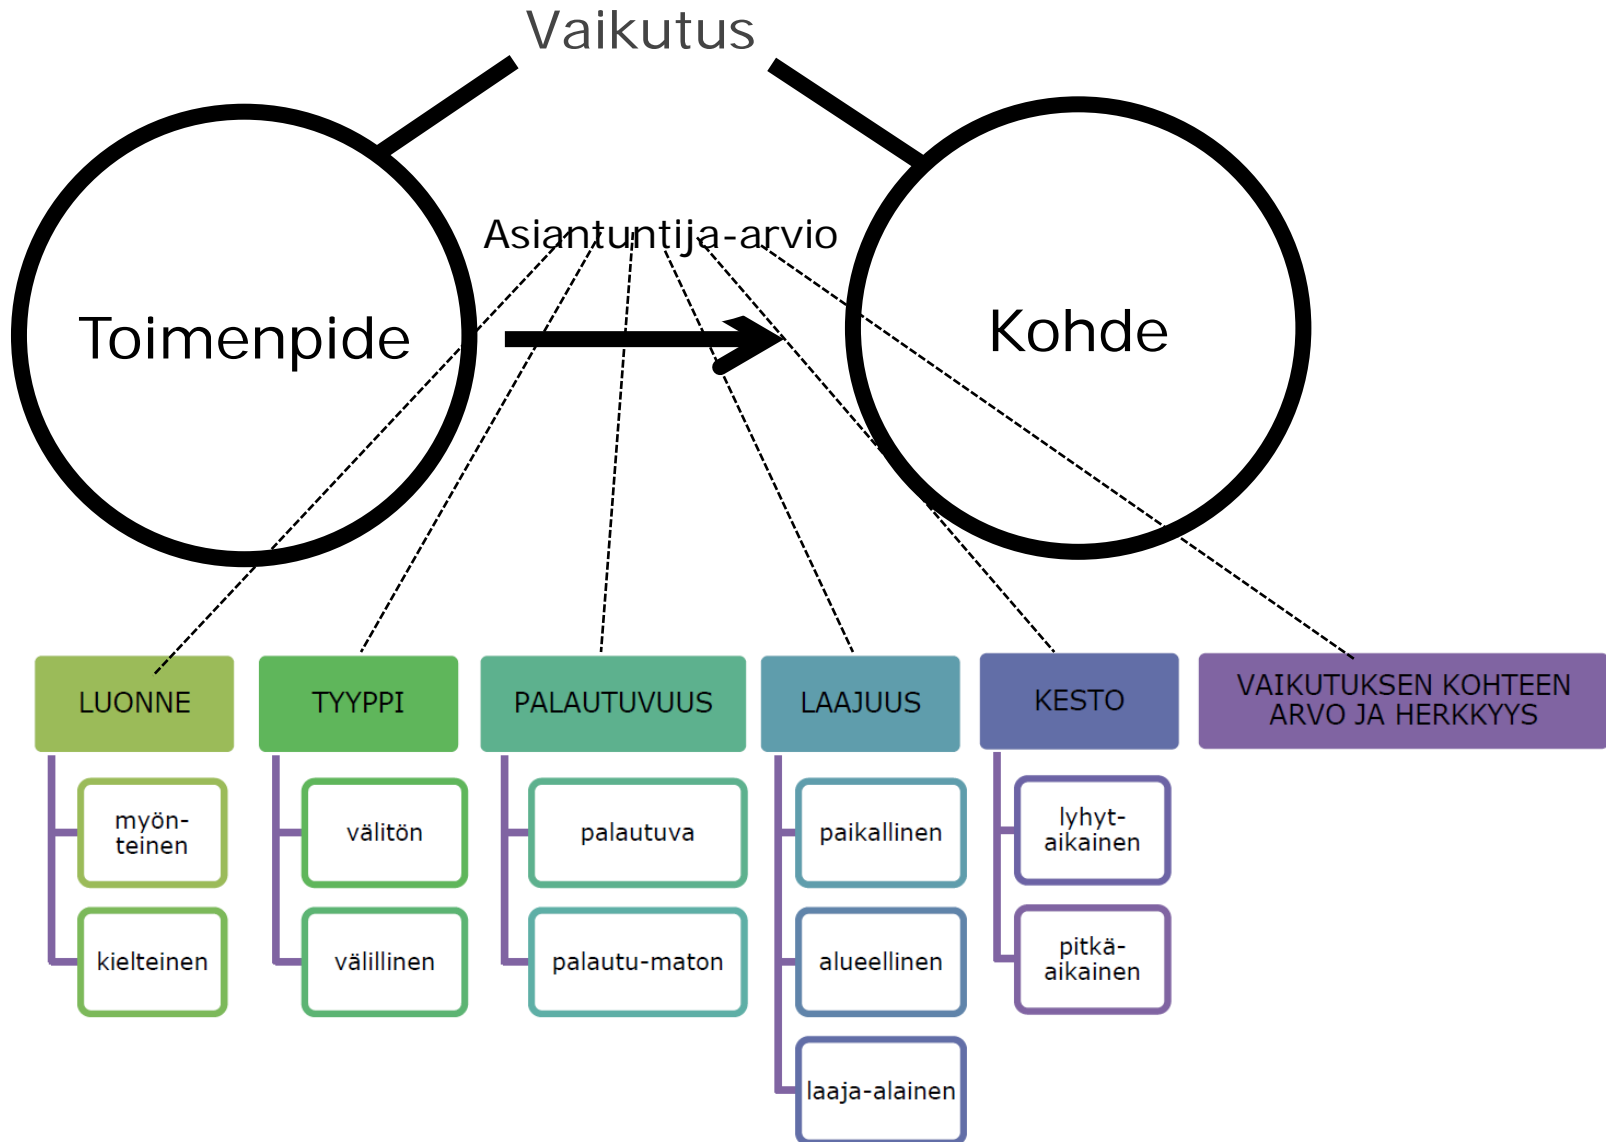 Vaikutus
Asiantuntija-arvio
Toimenpide
Kohde
LUONNE
myön-
teinen
kielteinen
TYYPPI
välitön
välillinen
PALAUTUVUUS
palautuva
palautu-maton
LAAJUUS
paikallinen
alueellinen
laaja-alainen
KESTO
lyhyt-
aikainen
pitkä-
aikainen
VAIKUTUKSEN KOHTEEN
ARVO JA HERKKYYS